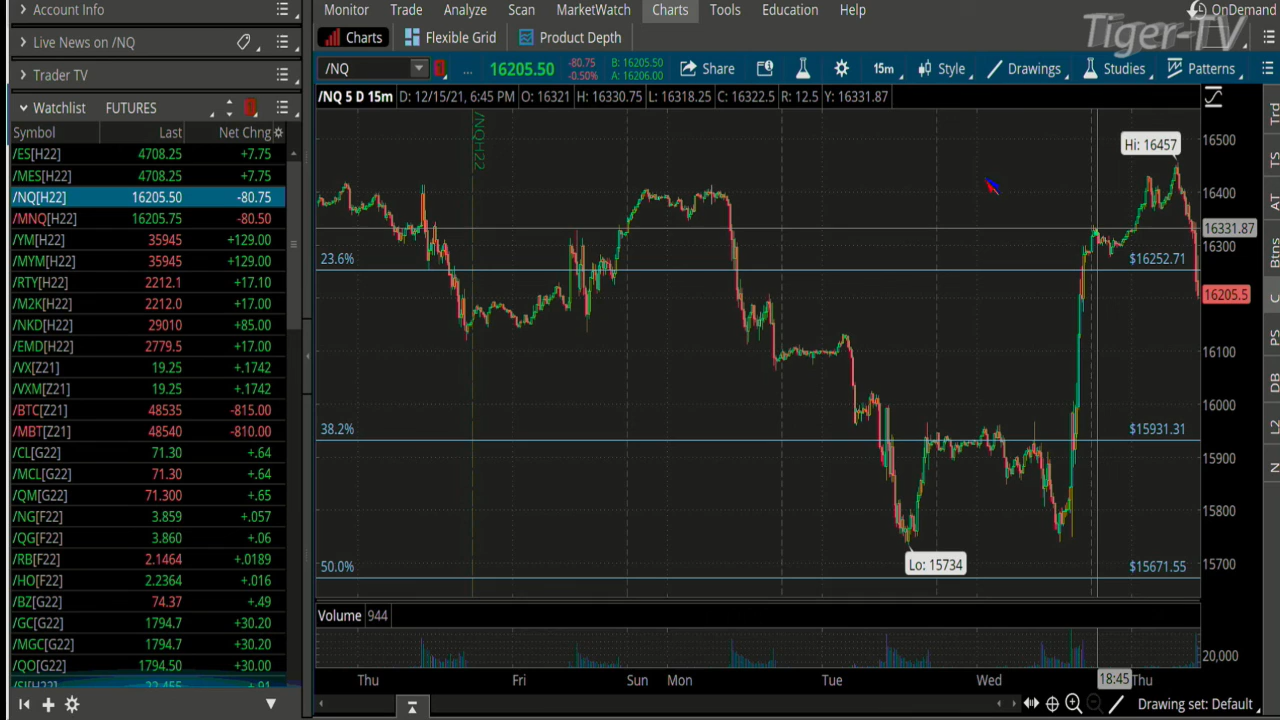 Account Info
Monitor Trade Analyze Scan MarketWatch Charts Tools Education Help
OnDemand
Tiger-TV
Live News on /NQ
Charts Flexible Grid Product Depth
Trader TV
/NQ ... 16205.50 -80.75 -0.50% B: 16205.50 A: 16206.00 Share 15m Style Drawings Studies Patterns
Watchlist FUTURES
/NQ 5 D 15m D: 12/15/21, 6:45 PM O: 16321 H: 16330.75 L: 16318.25 C: 16322.5 R: 12.5 Y: 16331.87
Symbol Last Net Chng
/ES[H22] 4708.25 +7.75
/MES[H22] 4708.25 +7.75
/NQ[H22] 16205.50 -80.75
/MNQ[H22] 16205.75 -80.50
/YM[H22] 35945 +129.00
/MYM[H22] 35945 +129.00
/RTY[H22] 2212.1 +17.10
/M2K[H22] 2212.0 +17.00
/NKD[H22] 29010 +85.00
/EMD[H22] 2779.5 +17.00
/VX[Z21] 19.25 +.1742
/VXM[Z21] 19.25 +.1742
/BTC[Z21] 48535 -815.00
/MBT[Z21] 48540 -810.00
/CL[G22] 71.30 +.64
/MCL[G22] 71.30 +.64
/QM[G22] 71.300 +.65
/NG[F22] 3.859 +.057
/QG[F22] 3.860 +.06
/RB[F22] 2.1464 +.0189
/HO[F22] 2.2364 +.016
/BZ[G22] 74.37 +.49
/GC[G22] 1794.7 +30.20
/MGC[G22] 1794.7 +30.20
/QO[G22] 1794.50 +30.00
/SI[H22] 22.455 +.91
/NQH22
Hi: 16457
Lo: 15734
23.6% $16252.71
38.2% $15931.31
50.0% $15671.55
16500
16400
16331.87
16300
16205.5
16100
16000
15900
15800
15700
Volume 944
20,000
Thu Fri Sun Mon Tue Wed 18:45 Thu
Drawing set: Default
Trd
TS
AT
Btns
C
PS
DB
L2
N